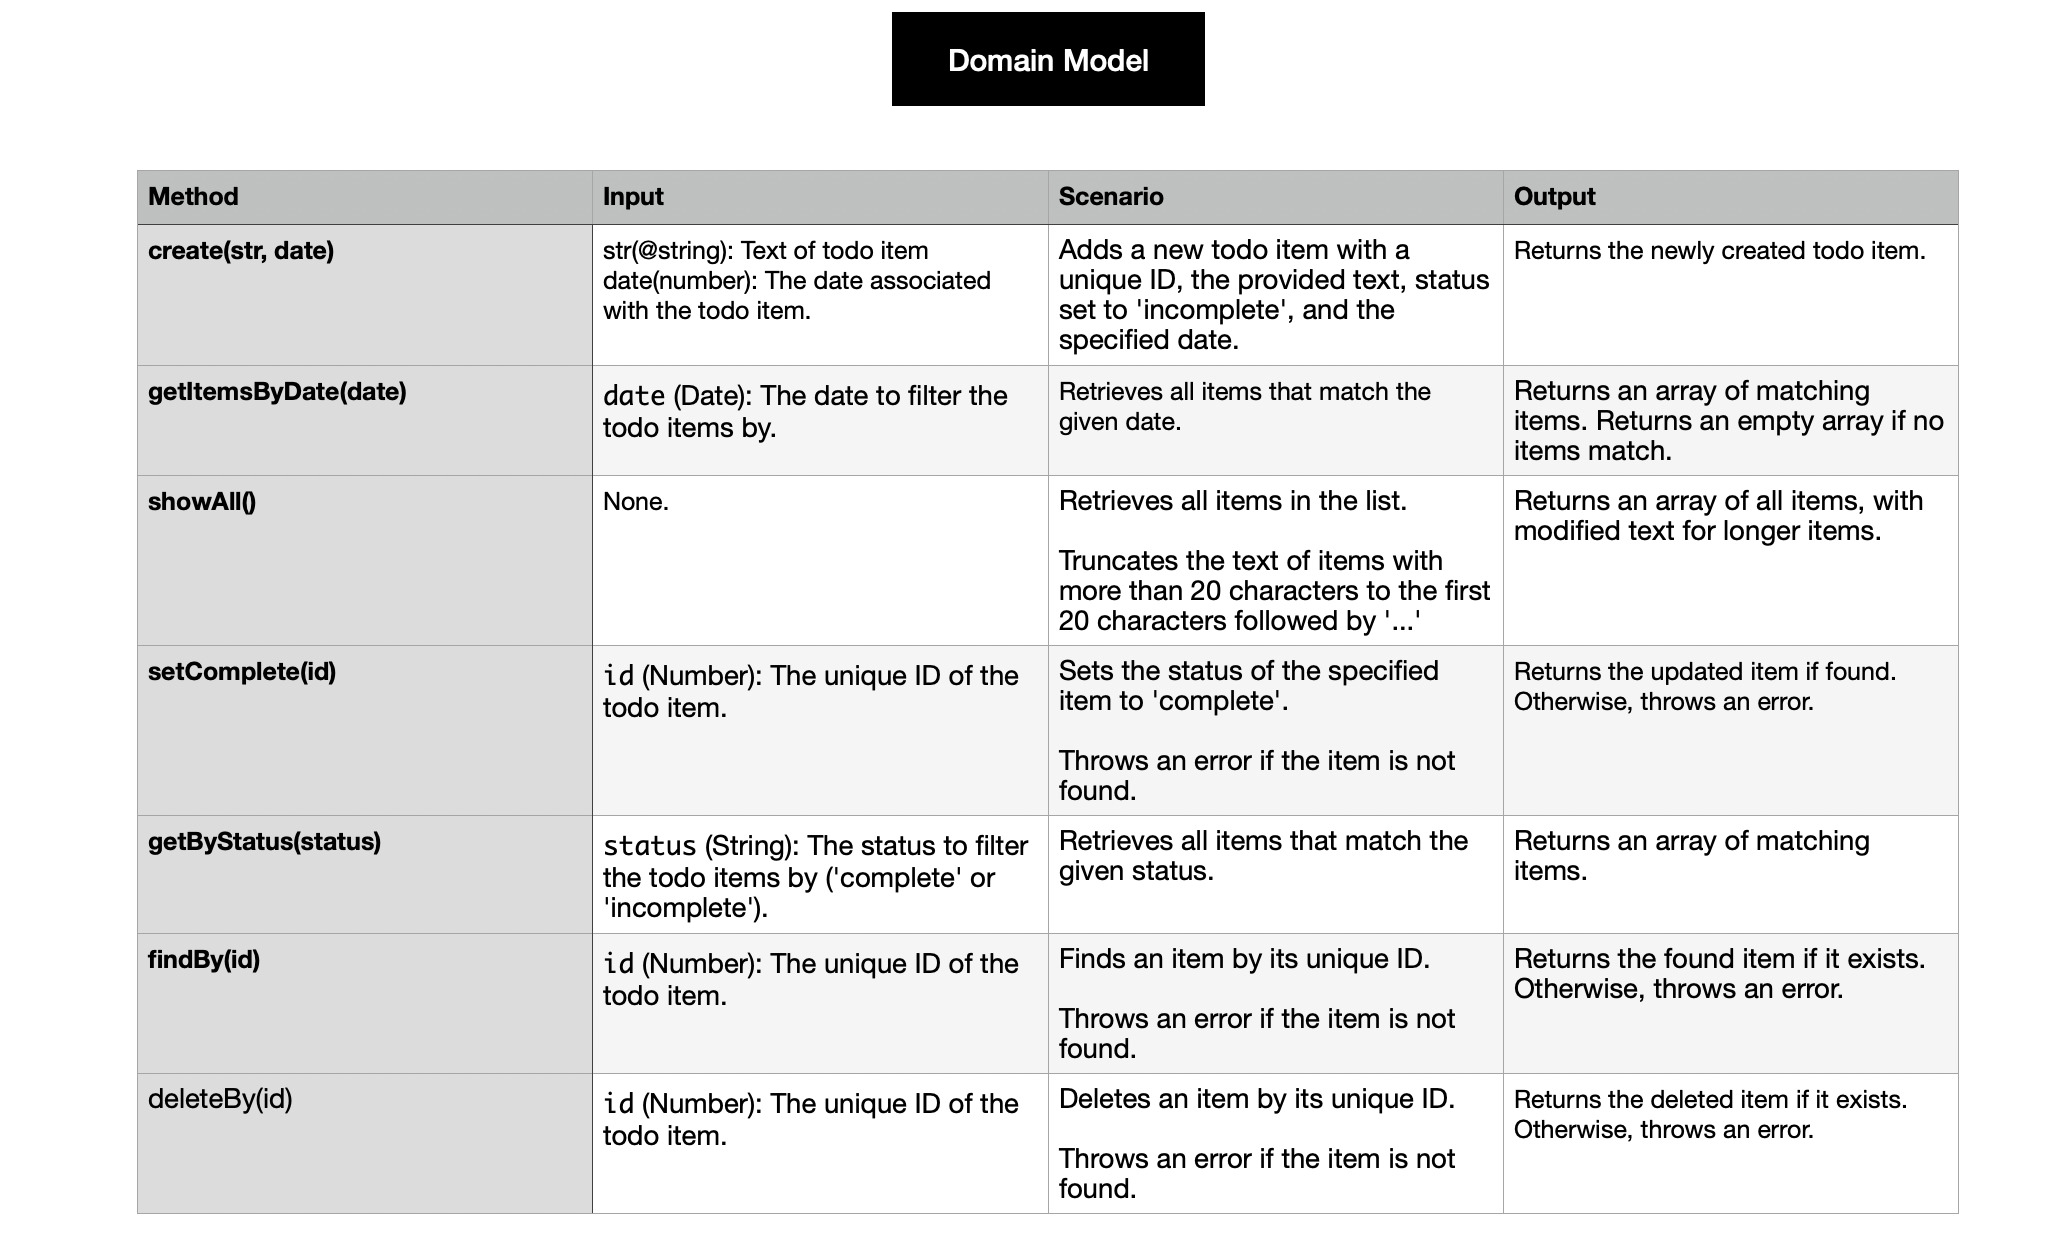 Domain Model
Method
Input
Scenario
Output
create(str, date)
str(@string): Text of todo item
date(number): The date associated
with the todo item.
Adds a new todo item with a
unique ID, the provided text, status
set to 'incomplete', and the
specified date.
Returns the newly created todo item.
getItemsByDate(date)
date (Date): The date to filter the
todo items by.
Retrieves all items that match the
given date.
Returns an array of matching
items. Returns an empty array if no
items match.
showAll()
None.
Retrieves all items in the list.
Truncates the text of items with
more than 20 characters to the first
20 characters followed by '...'
Returns an array of all items, with
modified text for longer items.
setComplete(id)
id (Number): The unique ID of the
todo item.
Sets the status of the specified
item to 'complete'.
Throws an error if the item is not
found.
Returns the updated item if found.
Otherwise, throws an error.
getByStatus(status)
status (String): The status to filter
the todo items by ('complete' or
'incomplete').
Retrieves all items that match the
given status.
Returns an array of matching
items.
findBy(id)
id (Number): The unique ID of the
todo item.
Finds an item by its unique ID.
Throws an error if the item is not
found.
Returns the found item if it exists.
Otherwise, throws an error.
deleteBy(id)
id (Number): The unique ID of the
todo item.
Deletes an item by its unique ID.
Throws an error if the item is not
found.
Returns the deleted item if it exists.
Otherwise, throws an error.